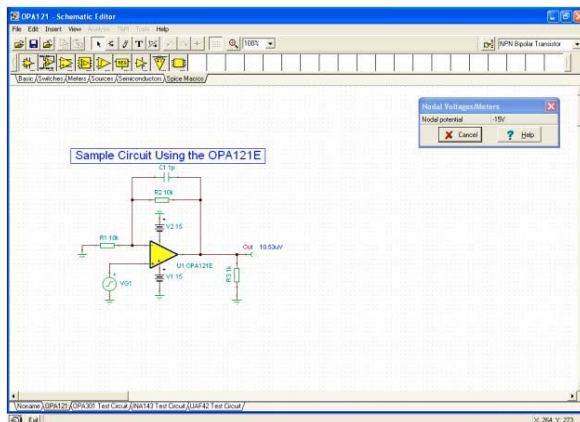 OPA121 - Schematic Editor
File Edit Insert View Analysis T&M Tools Help
100%
NPN Bipolar Transistor
Basic Switches Meters Sources Semiconductors Spice Macros
Nodal Voltages/Meters
Nodal potential -15V
Cancel ? Help
Sample Circuit Using the OPA121E
C1 1p
R2 10k
V2 15
R1 10k
Out 10.53uV
U1 OPA121E
V1 15
R3 1k
VG1
Noname OPA121 OPA301 Test Circuit INA143 Test Circuit UAF42 Test Circuit
Exit X: 264 Y: 273